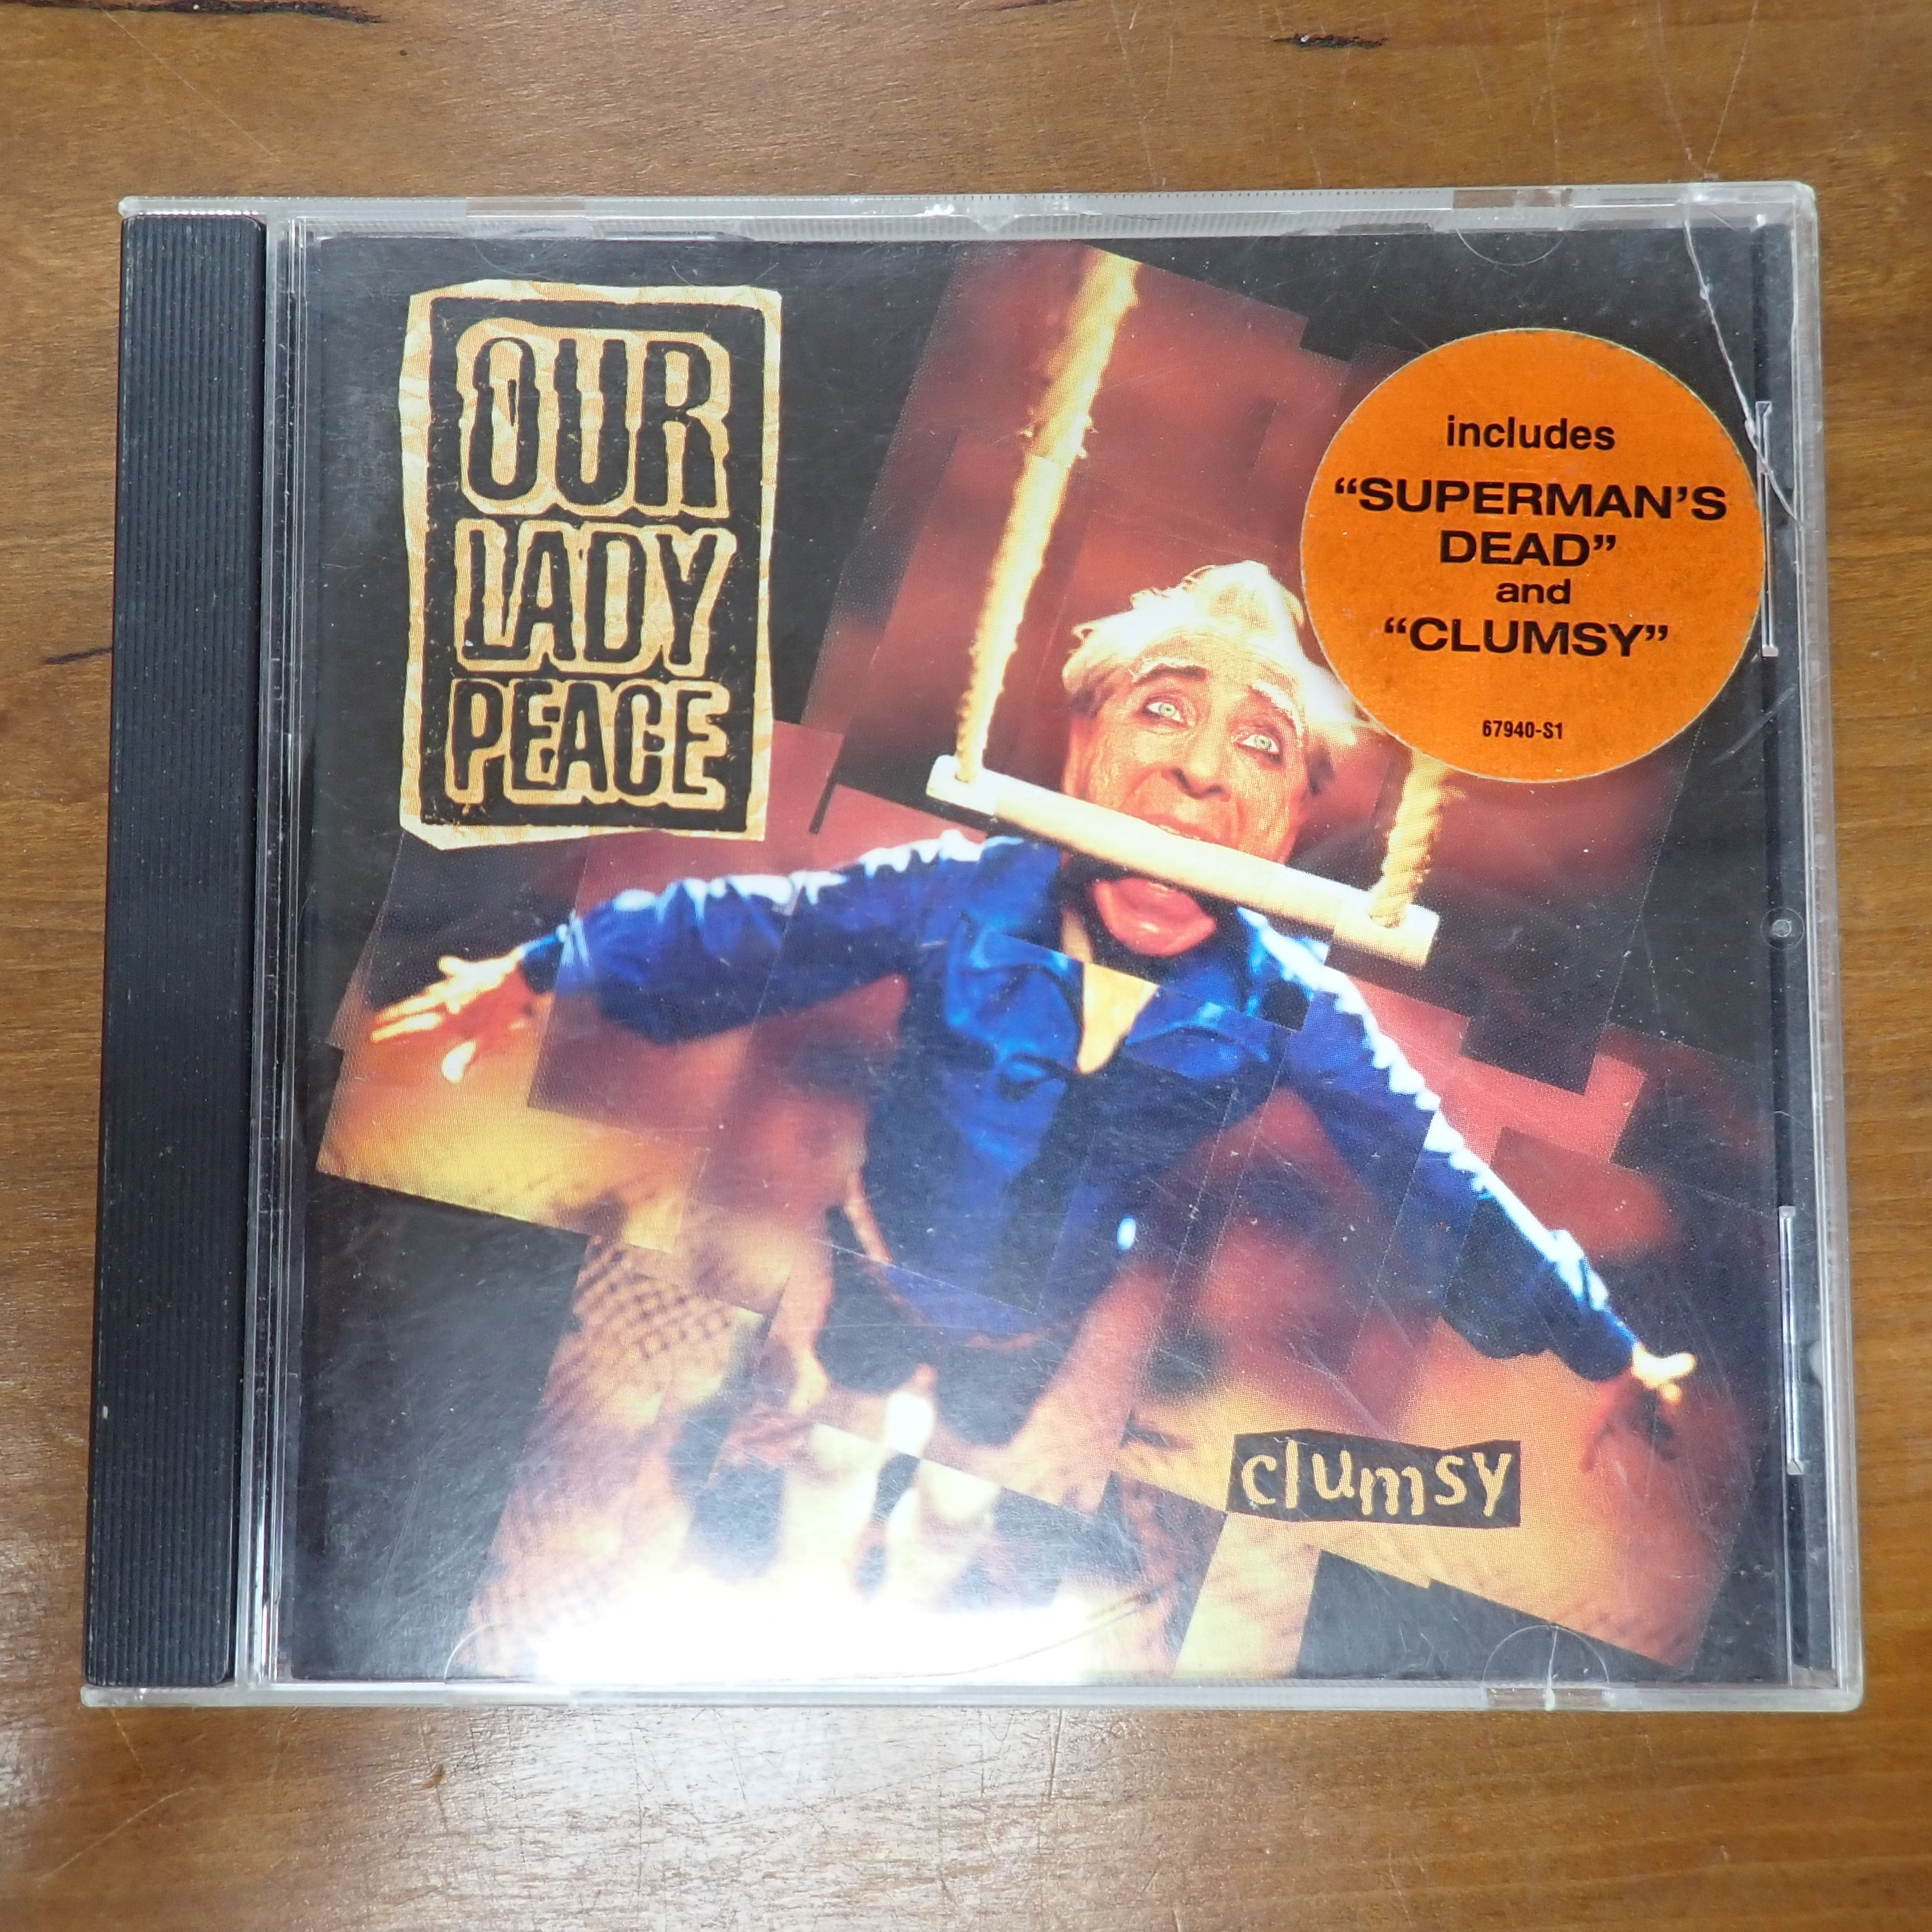 OUR
LADY
PEACE
includes
“SUPERMAN’S
DEAD”
and
“CLUMSY”
67940-S1
clumsy